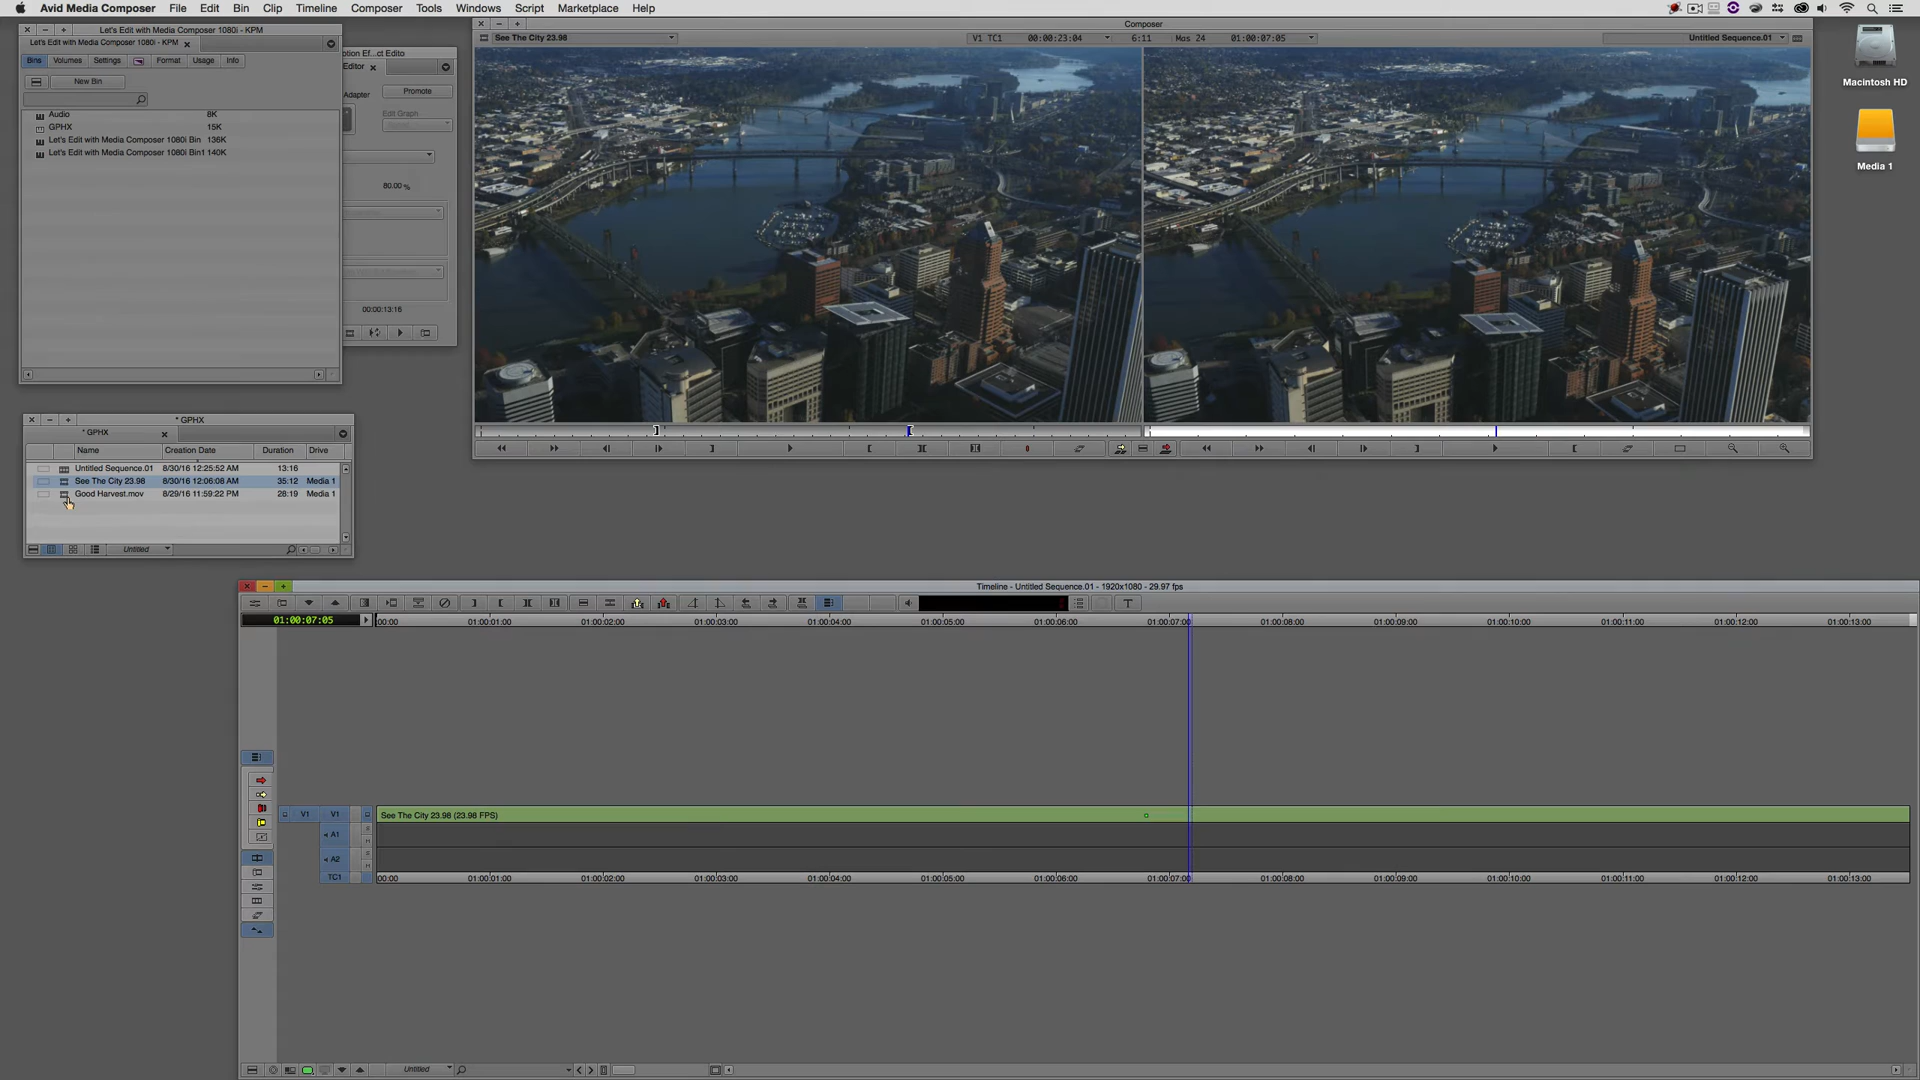 Avid Media Composer File Edit Bin Clip Timeline Composer Tools Windows Script Marketplace Help
Let's Edit with Media Composer 1080i - KPM
Let's Edit with Media Composer 1080i - KPM
Bins Volumes Settings Format Usage Info
New Bin
Audio 8K
GPHX 15K
Let's Edit with Media Composer 1080i Bin 136K
Let's Edit with Media Composer 1080i Bin1 140K
otion Ef...ct Edito
Editor
Adapter
Promote
Edit Graph
80.00 %
00:00:13:16
Composer
See The City 23.98 V1 TC1 00:00:23:04 6:11 Mas 24 01:00:07:05 Untitled Sequence.01
Macintosh HD
Media 1
* GPHX
* GPHX
Name Creation Date Duration Drive
Untitled Sequence.01 8/30/16 12:25:52 AM 13:16
See The City 23.98 8/30/16 12:06:08 AM 35:12 Media 1
Good Harvest.mov 8/29/16 11:59:22 PM 28:19 Media 1
Untitled
Timeline - Untitled Sequence.01 - 1920x1080 - 29.97 fps
T
01:00:07:05 00:00 01:00:01:00 01:00:02:00 01:00:03:00 01:00:04:00 01:00:05:00 01:00:06:00 01:00:07:00 01:00:08:00 01:00:09:00 01:00:10:00 01:00:11:00 01:00:12:00 01:00:13:00
V1 V1 See The City 23.98 (23.98 FPS)
A1
A2
TC1 00:00 01:00:01:00 01:00:02:00 01:00:03:00 01:00:04:00 01:00:05:00 01:00:06:00 01:00:07:00 01:00:08:00 01:00:09:00 01:00:10:00 01:00:11:00 01:00:12:00 01:00:13:00
Untitled